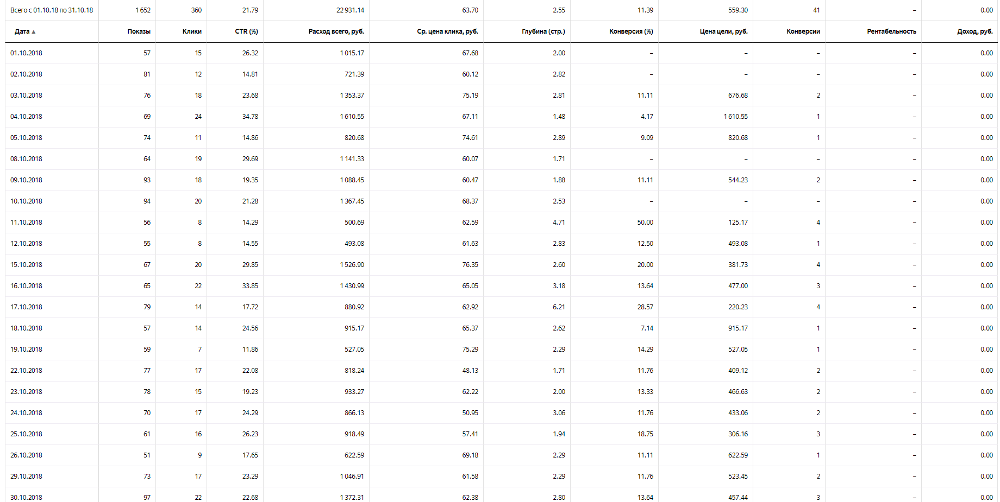 Всего с 01.10.18 по 31.10.18 1 652 360 21.79 22 931.14 63.70 2.55 11.39 559.30 41 – 0.00
Дата ▲ Показы Клики CTR (%) Расход всего, руб. Ср. цена клика, руб. Глубина (стр.) Конверсия (%) Цена цели, руб. Конверсии Рентабельность Доход, руб.
01.10.2018 57 15 26.32 1 015.17 67.68 2.00 – – – – 0.00
02.10.2018 81 12 14.81 721.39 60.12 2.82 – – – – 0.00
03.10.2018 76 18 23.68 1 353.37 75.19 2.81 11.11 676.68 2 – 0.00
04.10.2018 69 24 34.78 1 610.55 67.11 1.48 4.17 1 610.55 1 – 0.00
05.10.2018 74 11 14.86 820.68 74.61 2.89 9.09 820.68 1 – 0.00
08.10.2018 64 19 29.69 1 141.33 60.07 1.71 – – – – 0.00
09.10.2018 93 18 19.35 1 088.45 60.47 1.88 11.11 544.23 2 – 0.00
10.10.2018 94 20 21.28 1 367.45 68.37 2.53 – – – – 0.00
11.10.2018 56 8 14.29 500.69 62.59 4.71 50.00 125.17 4 – 0.00
12.10.2018 55 8 14.55 493.08 61.63 2.83 12.50 493.08 1 – 0.00
15.10.2018 67 20 29.85 1 526.90 76.35 2.60 20.00 381.73 4 – 0.00
16.10.2018 65 22 33.85 1 430.99 65.05 3.18 13.64 477.00 3 – 0.00
17.10.2018 79 14 17.72 880.92 62.92 6.21 28.57 220.23 4 – 0.00
18.10.2018 57 14 24.56 915.17 65.37 2.62 7.14 915.17 1 – 0.00
19.10.2018 59 7 11.86 527.05 75.29 2.29 14.29 527.05 1 – 0.00
22.10.2018 77 17 22.08 818.24 48.13 1.71 11.76 409.12 2 – 0.00
23.10.2018 78 15 19.23 933.27 62.22 2.00 13.33 466.63 2 – 0.00
24.10.2018 70 17 24.29 866.13 50.95 3.06 11.76 433.06 2 – 0.00
25.10.2018 61 16 26.23 918.49 57.41 1.94 18.75 306.16 3 – 0.00
26.10.2018 51 9 17.65 622.59 69.18 2.29 11.11 622.59 1 – 0.00
29.10.2018 73 17 23.29 1 046.91 61.58 2.29 11.76 523.45 2 – 0.00
30.10.2018 97 22 22.68 1 372.31 62.38 2.80 13.64 457.44 3 – 0.00